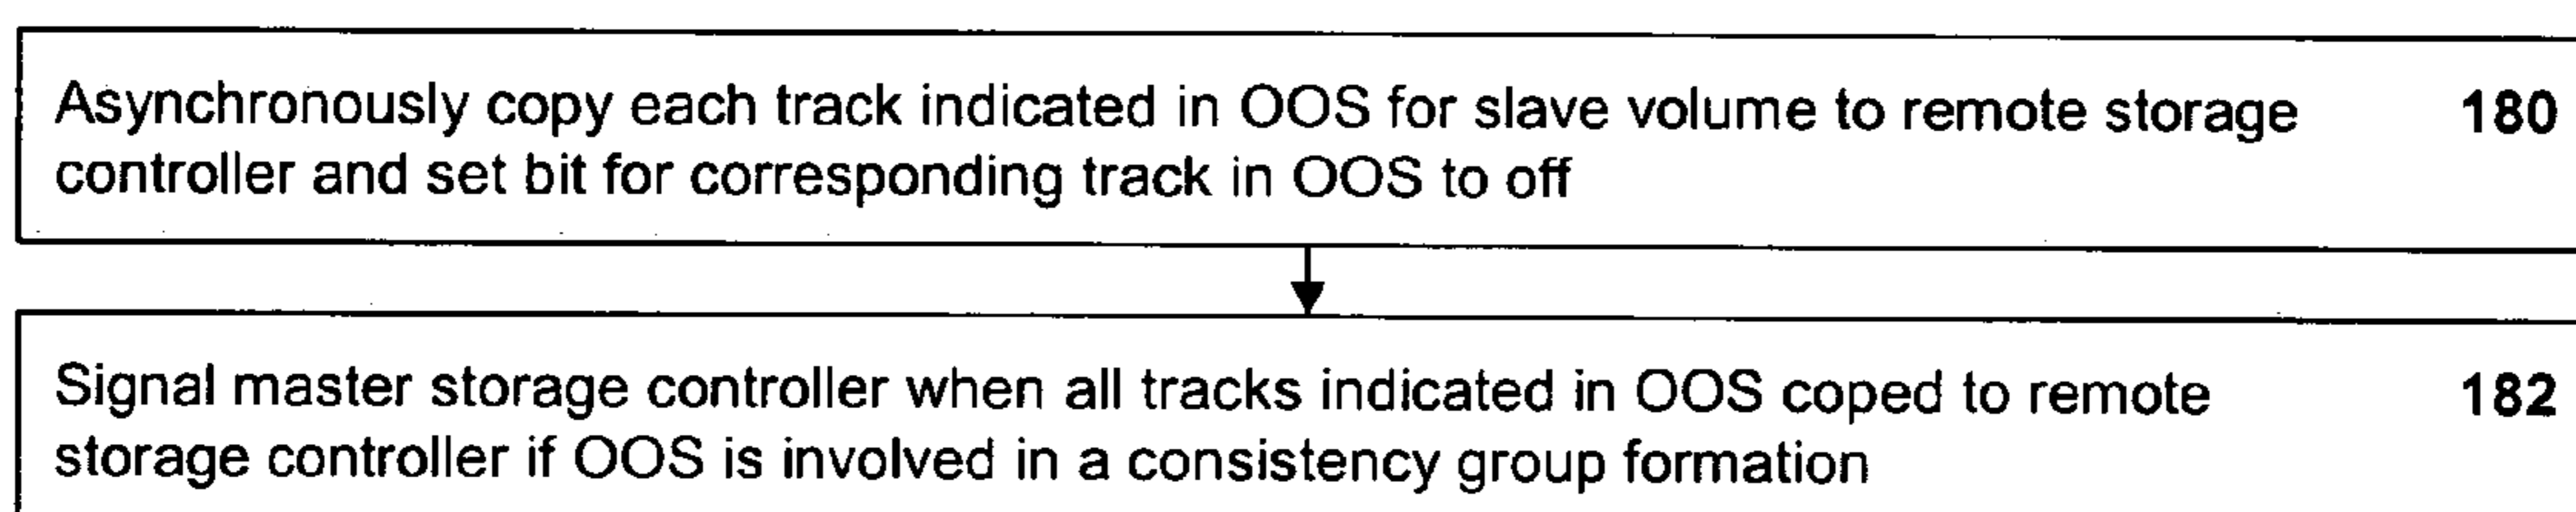 Asynchronously copy each track indicated in OOS for slave volume to remote storage 180
controller and set bit for corresponding track in OOS to off
Signal master storage controller when all tracks indicated in OOS coped to remote 182
storage controller if OOS is involved in a consistency group formation